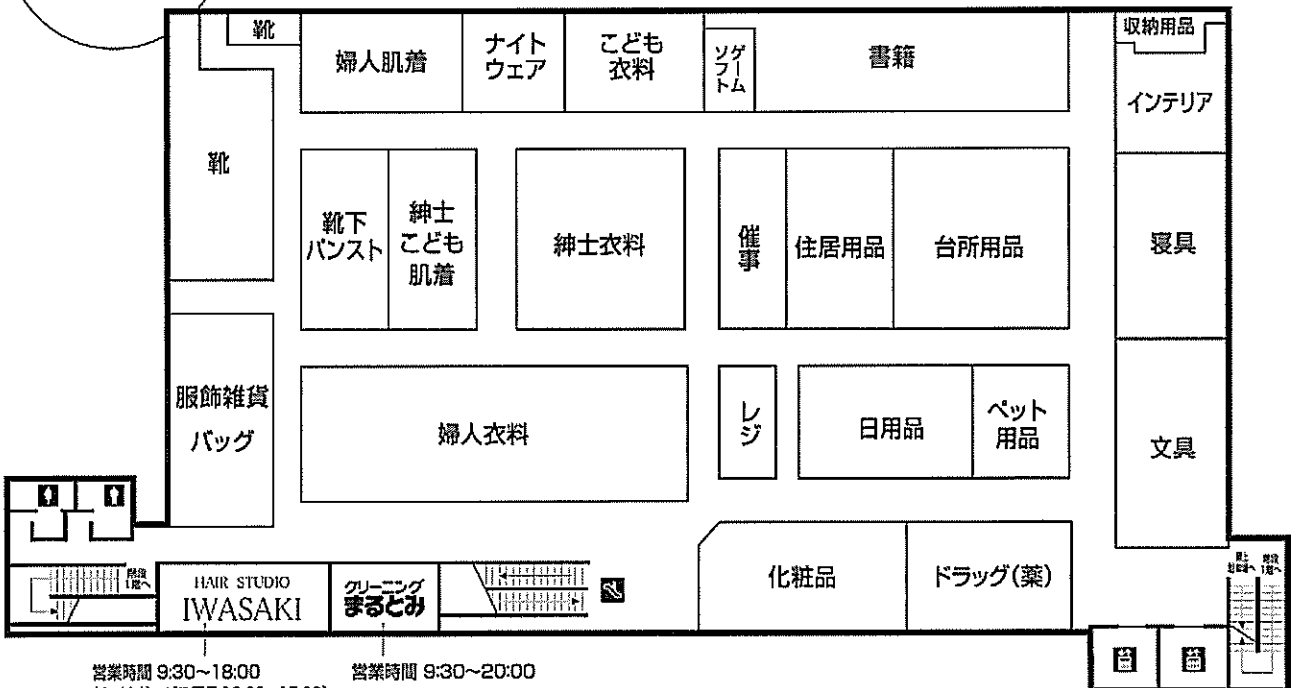 靴
婦人肌着
ナイト
ウェア
こども
衣料
ゲーム
ソフト
書籍
収納用品
インテリア
靴
靴下
パンスト
紳士
こども
肌着
紳士衣料
催事
住居用品
台所用品
寝具
服飾雑貨
バッグ
婦人衣料
レジ
日用品
ペット
用品
文具
階段
1階へ
HAIR STUDIO
IWASAKI
クリーニング
まるとみ
化粧品
ドラッグ(薬)
階段
1階へ
営業時間 9:30~18:00
営業時間 9:30~20:00